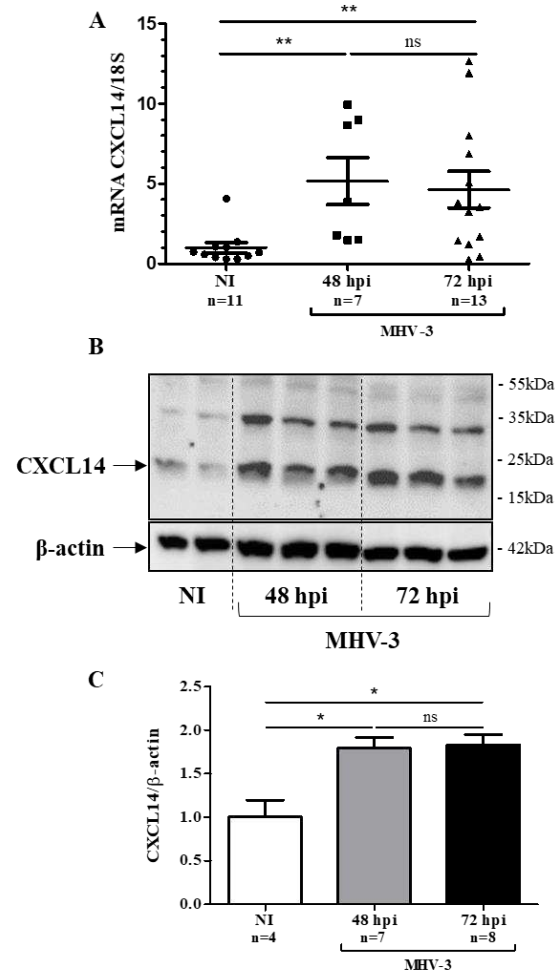 A
**
**
ns
mRNA CXCL14/18S
15
10
5
0
NI
48 hpi
72 hpi
n=11
n=7
n=13
MHV-3
B
- 55kDa
- 35kDa
CXCL14
- 25kDa
- 15kDa
β-actin
- 42kDa
NI
48 hpi
72 hpi
MHV-3
C
*
*
ns
CXCL14/β-actin
2.5
2.0
1.5
1.0
0.5
0.0
NI
48 hpi
72 hpi
n=4
n=7
n=8
MHV-3